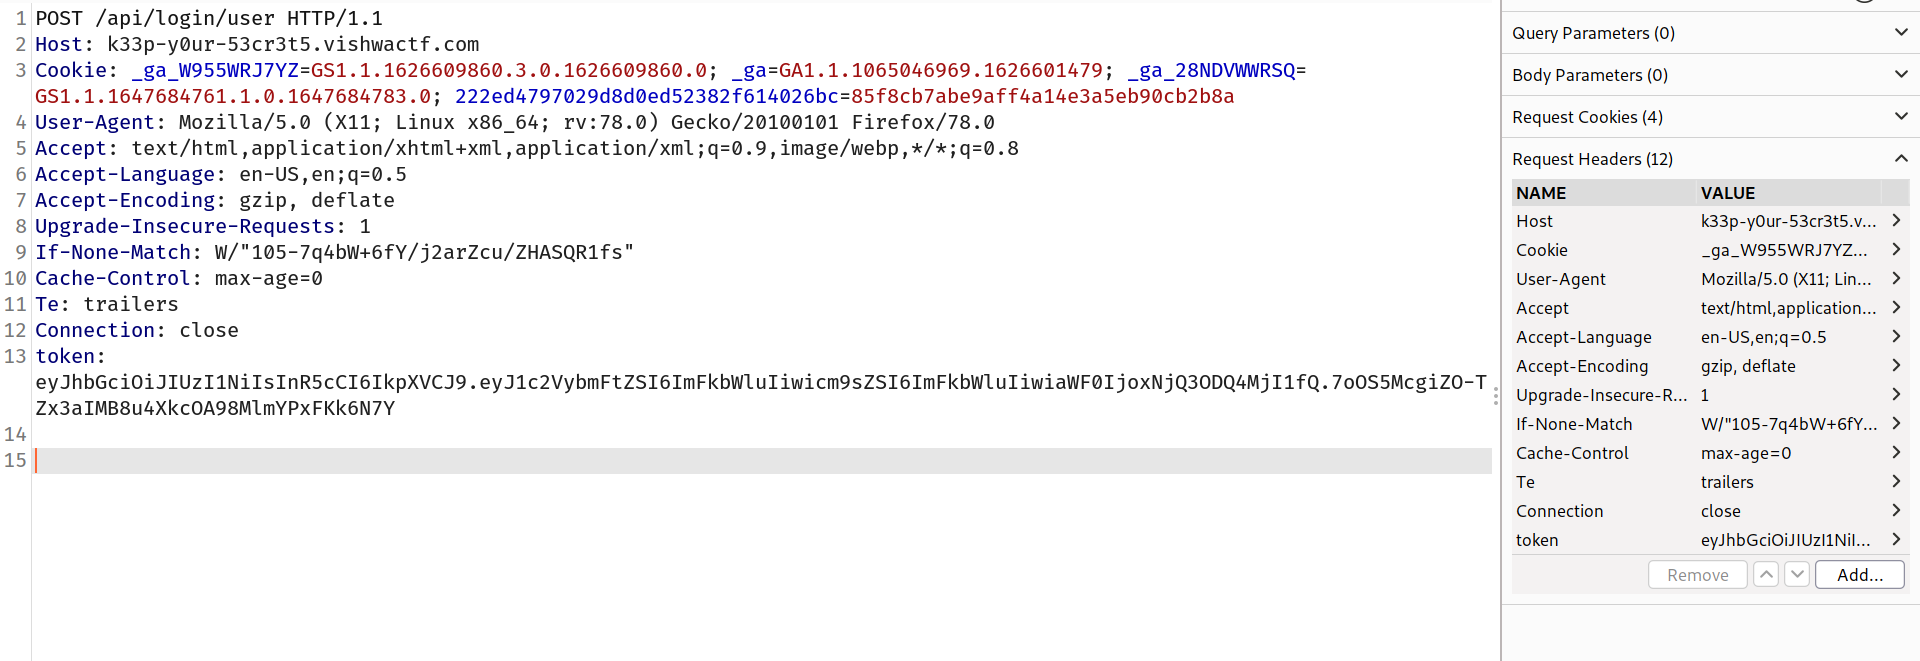 1 POST /api/login/user HTTP/1.1
2 Host: k33p-y0ur-53cr3t5.vishwactf.com
3 Cookie: _ga_W955WRJ7YZ=GS1.1.1626609860.3.0.1626609860.0; _ga=GA1.1.1065046969.1626601479; _ga_28NDVWWRSQ=
GS1.1.1647684761.1.0.1647684783.0; 222ed4797029d8d0ed52382f614026bc=85f8cb7abe9aff4a14e3a5eb90cb2b8a
4 User-Agent: Mozilla/5.0 (X11; Linux x86_64; rv:78.0) Gecko/20100101 Firefox/78.0
5 Accept: text/html,application/xhtml+xml,application/xml;q=0.9,image/webp,*/*;q=0.8
6 Accept-Language: en-US,en;q=0.5
7 Accept-Encoding: gzip, deflate
8 Upgrade-Insecure-Requests: 1
9 If-None-Match: W/"105-7q4bW+6fY/j2arZcu/ZHASQR1fs"
10 Cache-Control: max-age=0
11 Te: trailers
12 Connection: close
13 token:
eyJhbGciOiJIUzI1NiIsInR5cCI6IkpXVCJ9.eyJ1c2VybmFtZSI6ImFkbWluIiwicm9sZSI6ImFkbWluIiwiaWF0IjoxNjQ3ODQ4MjI1fQ.7oOS5McgiZO-T
Zx3aIMB8u4XkcOA98MlmYPxFKk6N7Y
14
15
Query Parameters (0)
Body Parameters (0)
Request Cookies (4)
Request Headers (12)
NAME VALUE
Host k33p-y0ur-53cr3t5.v...
Cookie _ga_W955WRJ7YZ...
User-Agent Mozilla/5.0 (X11; Lin...
Accept text/html,application...
Accept-Language en-US,en;q=0.5
Accept-Encoding gzip, deflate
Upgrade-Insecure-R... 1
If-None-Match W/"105-7q4bW+6fY...
Cache-Control max-age=0
Te trailers
Connection close
token eyJhbGciOiJIUzI1NiI...
Remove Add...